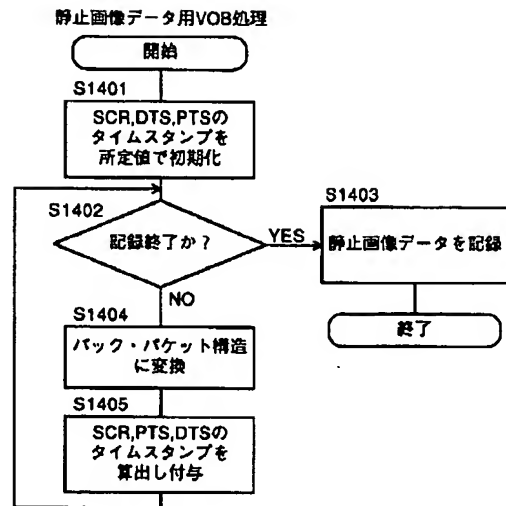 静止画像データ用VOB処理
開始
S1401
SCR,DTS,PTSの
タイムスタンプを
所定値で初期化
S1402
記録終了か?
YES
S1403
静止画像データを記録
終了
NO
S1404
パック・パケット構造
に変換
S1405
SCR,PTS,DTSの
タイムスタンプを
算出し付与